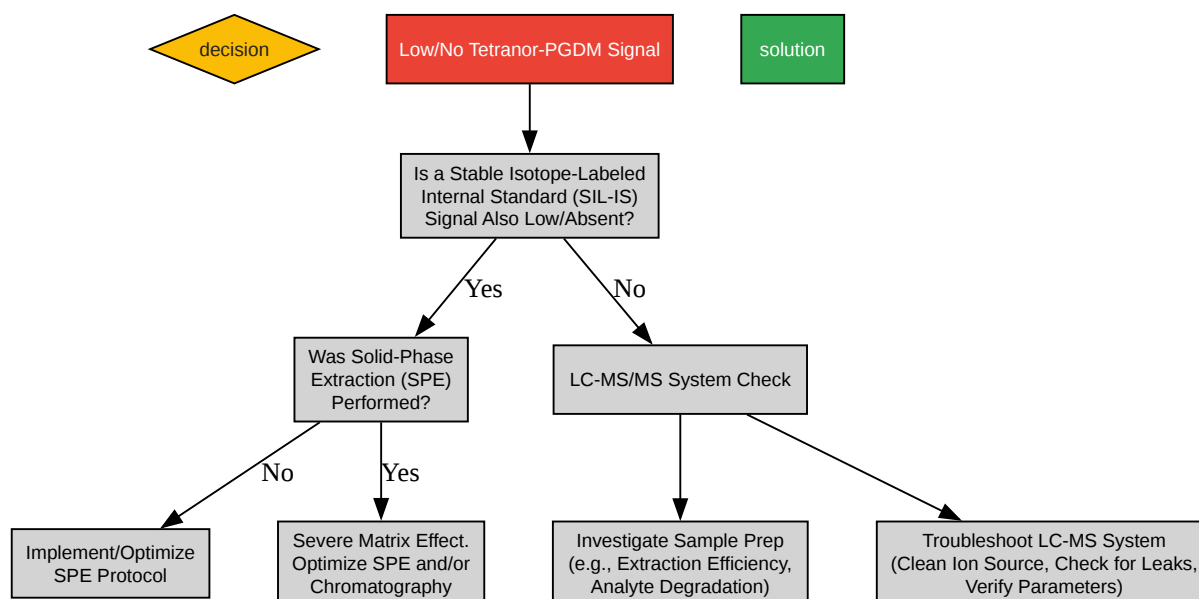 decision
Low/No Tetranor-PGDM Signal
solution
Is a Stable Isotope-Labeled
Internal Standard (SIL-IS)
Signal Also Low/Absent?
Yes
No
Was Solid-Phase
Extraction (SPE)
Performed?
LC-MS/MS System Check
No
Yes
Implement/Optimize
SPE Protocol
Severe Matrix Effect.
Optimize SPE and/or
Chromatography
Investigate Sample Prep
(e.g., Extraction Efficiency,
Analyte Degradation)
Troubleshoot LC-MS System
(Clean Ion Source, Check for Leaks,
Verify Parameters)